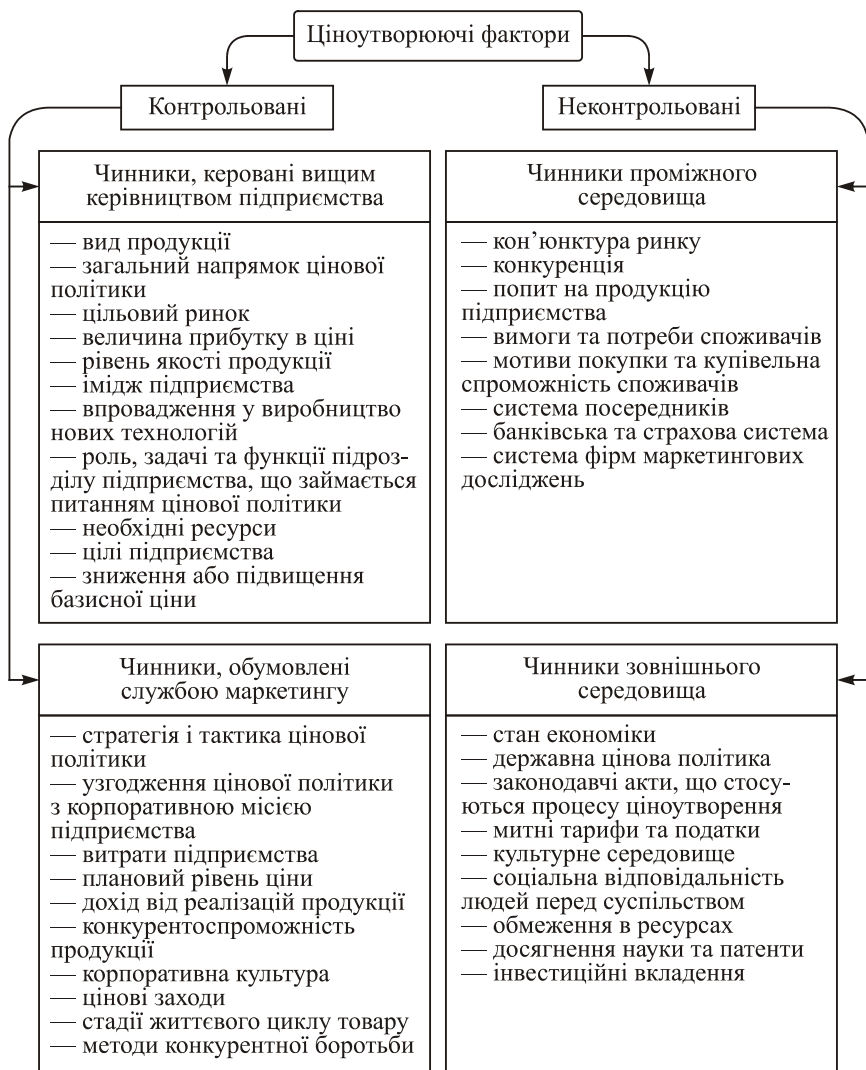 Ціноутворюючі фактори
Контрольовані
Неконтрольовані
Чинники, керовані вищим
керівництвом підприємства
— вид продукції
— загальний напрямок цінової
політики
— цільовий ринок
— величина прибутку в ціні
— рівень якості продукції
— імідж підприємства
— впровадження у виробництво
нових технологій
— роль, задачі та функції підроз-
ділу підприємства, що займається
питанням цінової політики
— необхідні ресурси
— цілі підприємства
— зниження або підвищення
базисної ціни
Чинники проміжного
середовища
— кон’юнктура ринку
— конкуренція
— попит на продукцію
підприємства
— вимоги та потреби споживачів
— мотиви покупки та купівельна
спроможність споживачів
— система посередників
— банківська та страхова система
— система фірм маркетингових
досліджень
Чинники, обумовлені
службою маркетингу
— стратегія і тактика цінової
політики
— узгодження цінової політики
з корпоративною місією
підприємства
— витрати підприємства
— плановий рівень ціни
— дохід від реалізацій продукції
— конкурентоспроможність
продукції
— корпоративна культура
— цінові заходи
— стадії життєвого циклу товару
— методи конкурентної боротьби
Чинники зовнішнього
середовища
— стан економіки
— державна цінова політика
— законодавчі акти, що стосу-
ються процесу ціноутворення
— митні тарифи та податки
— культурне середовище
— соціальна відповідальність
людей перед суспільством
— обмеження в ресурсах
— досягнення науки та патенти
— інвестиційні вкладення